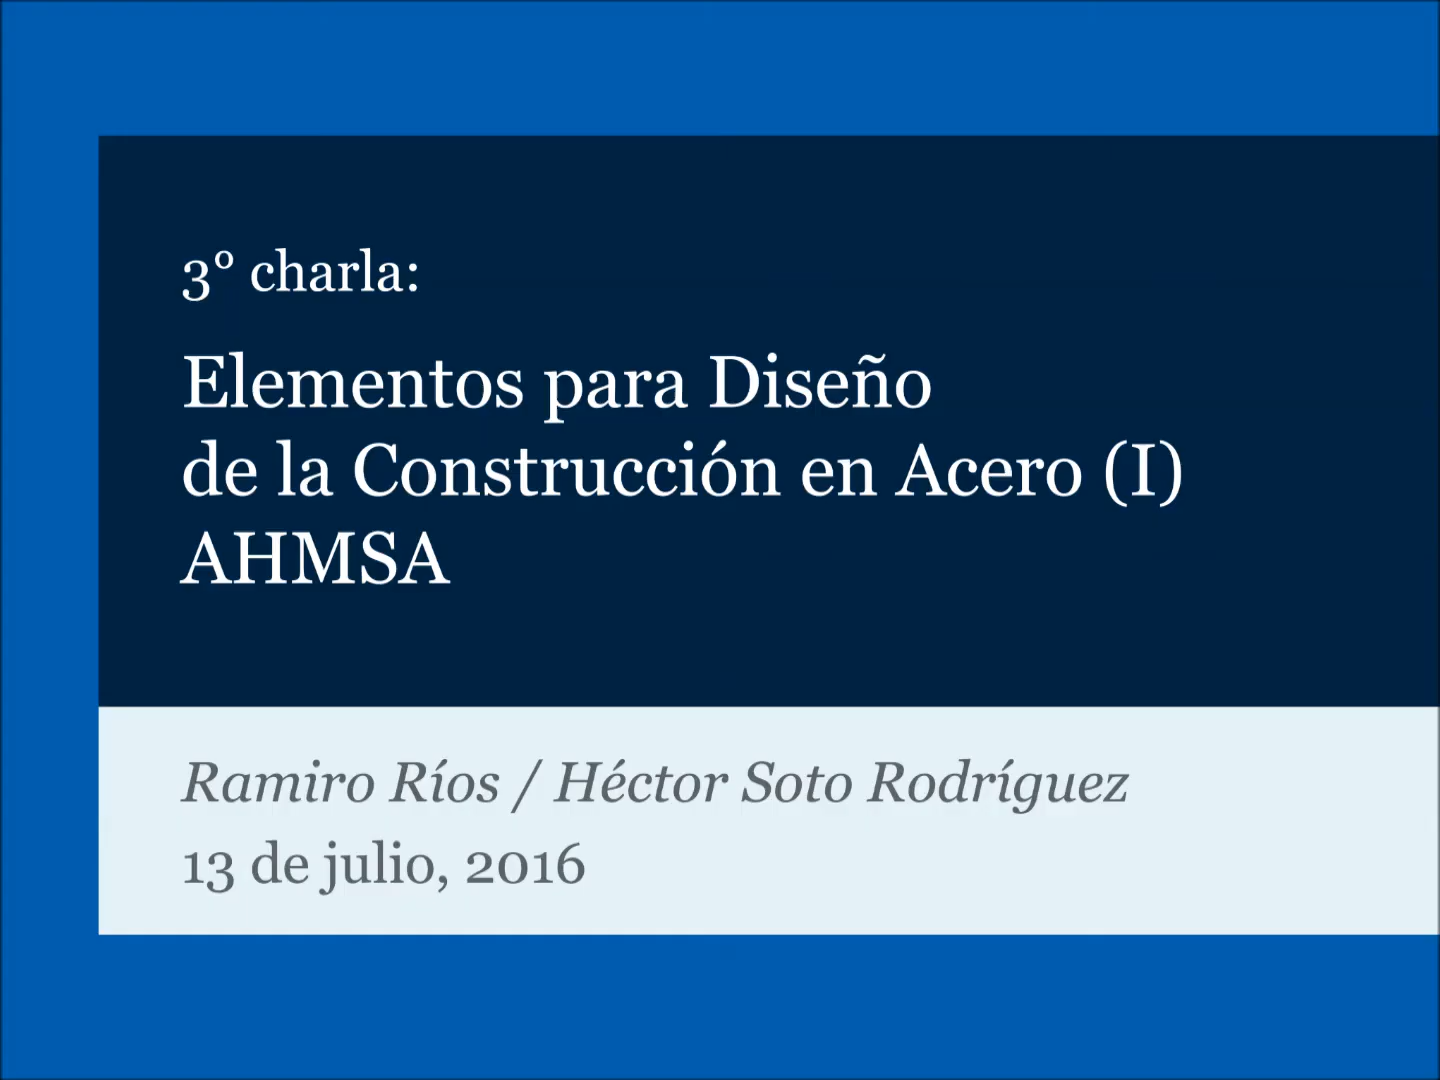 3° charla:
Elementos para Diseño
de la Construcción en Acero (I)
AHMSA
Ramiro Ríos / Héctor Soto Rodríguez
13 de julio, 2016